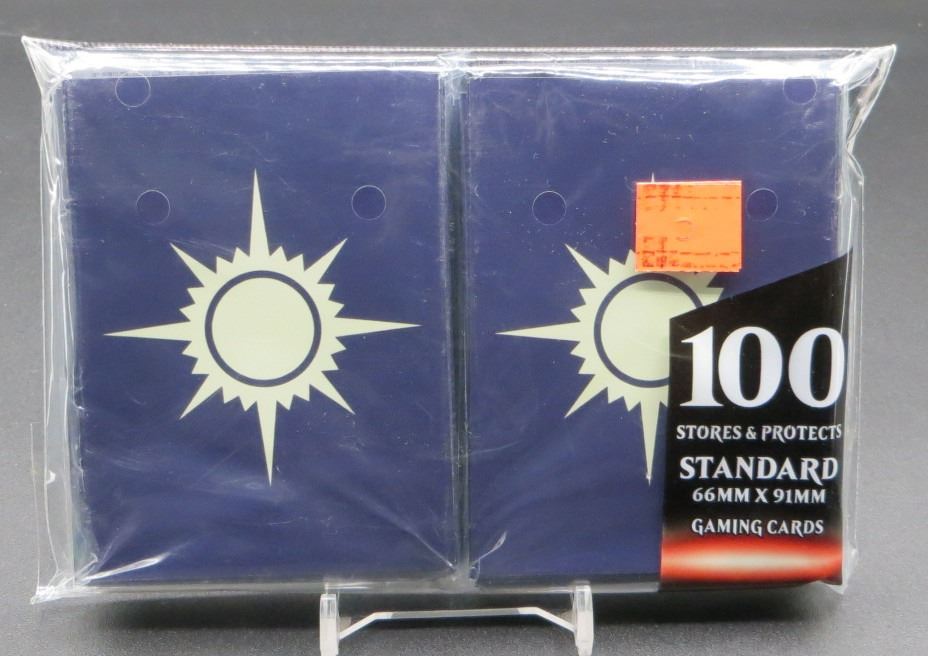 100
STORES & PROTECTS
STANDARD
66MM X 91MM
GAMING CARDS